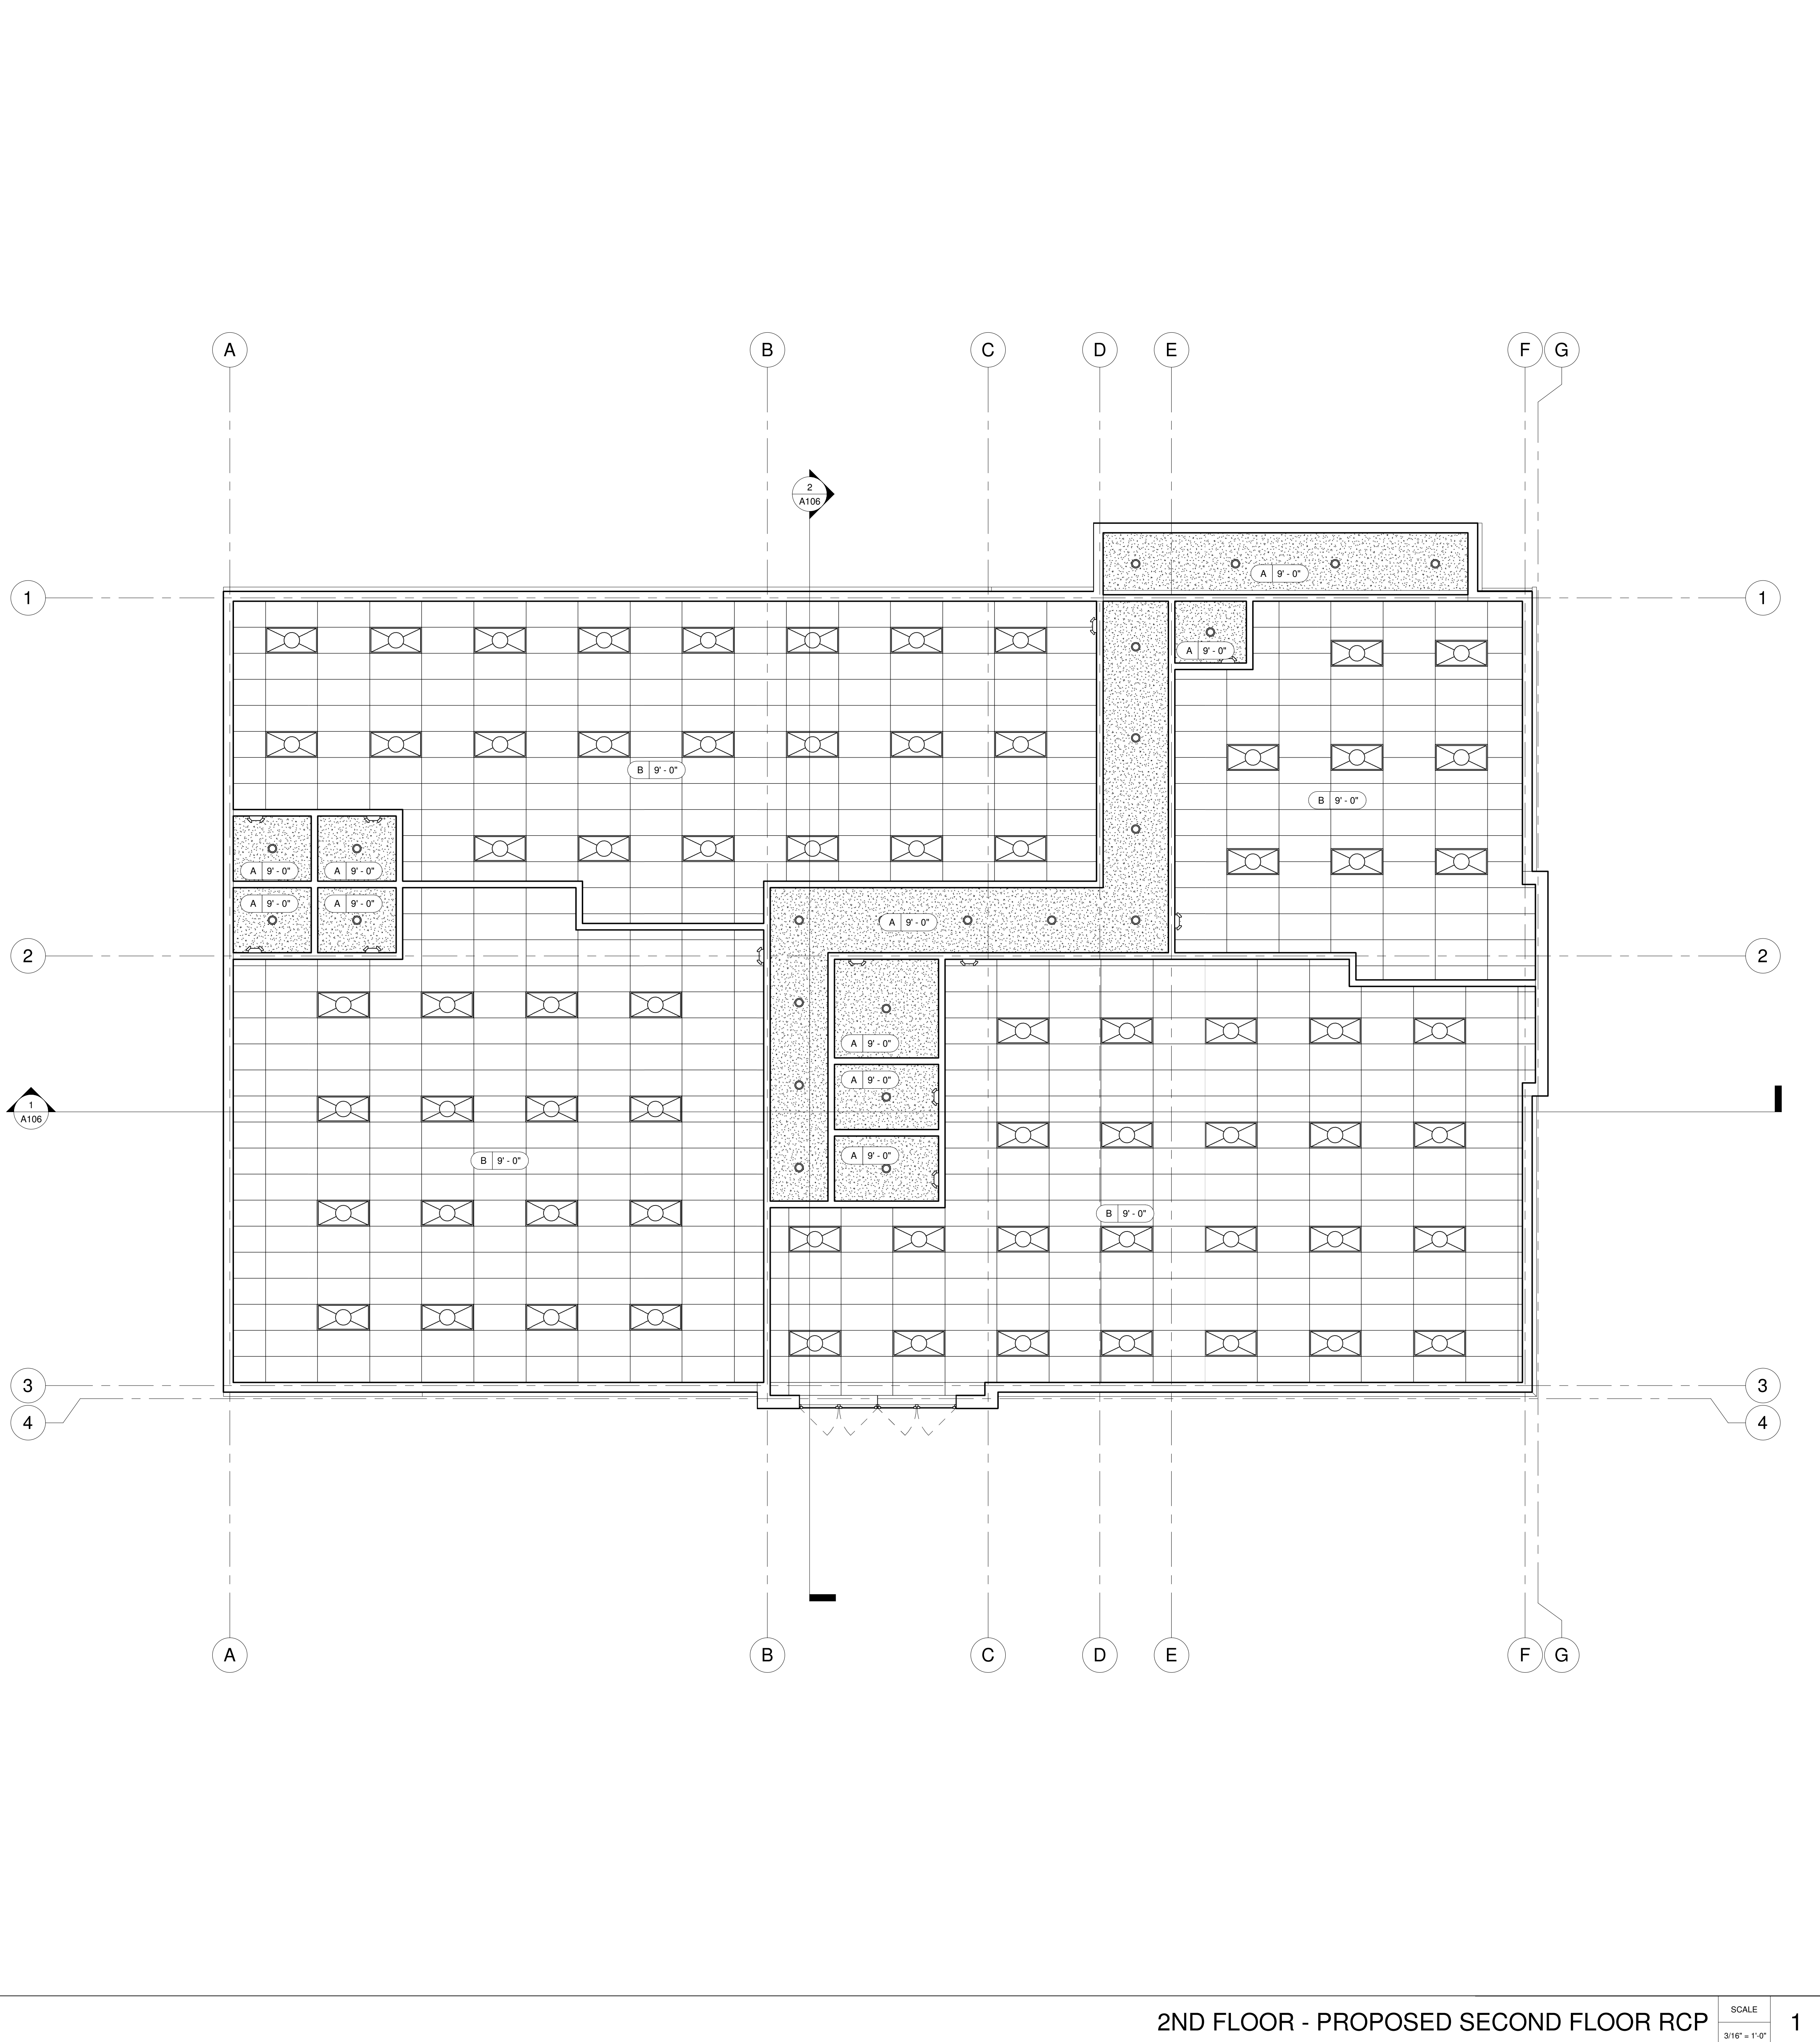 A B C D E F G
2
A106
1 1
A 9' - 0"
A 9' - 0"
B 9' - 0"
B 9' - 0"
A 9' - 0" A 9' - 0"
A 9' - 0" A 9' - 0"
A 9' - 0"
2 2
A 9' - 0"
A 9' - 0"
1
A106
A 9' - 0"
B 9' - 0"
B 9' - 0"
3 3
4 4
A B C D E F G
2ND FLOOR - PROPOSED SECOND FLOOR RCP
SCALE
3/16" = 1'-0"
1